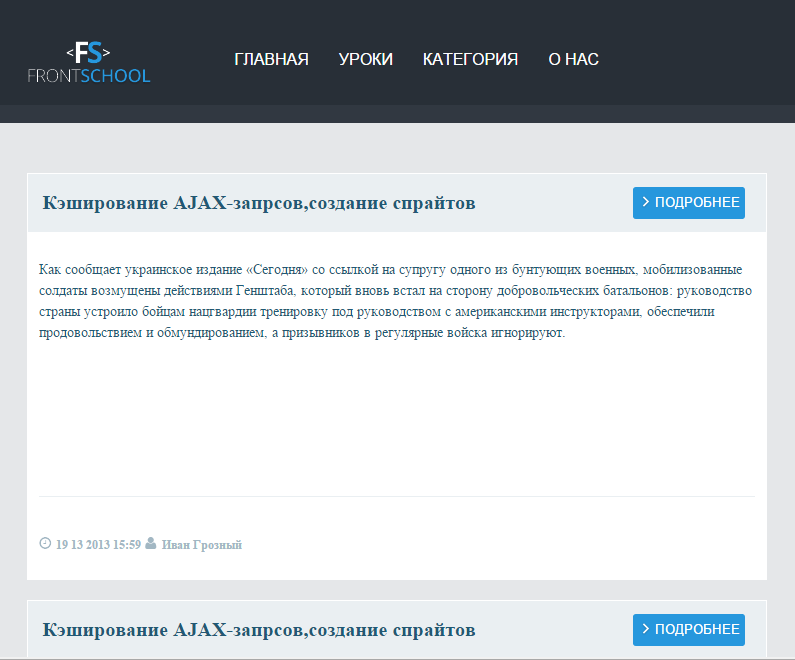 <FS>
FRONTSCHOOL
ГЛАВНАЯ УРОКИ КАТЕГОРИЯ О НАС
Кэширование AJAX-запрсов,создание спрайтов
ПОДРОБНЕЕ
Как сообщает украинское издание «Сегодня» со ссылкой на супругу одного из бунтующих военных, мобилизованные
солдаты возмущены действиями Генштаба, который вновь встал на сторону добровольческих батальонов: руководство
страны устроило бойцам нацгвардии тренировку под руководством с американскими инструкторами, обеспечили
продовольствием и обмундированием, а призывников в регулярные войска игнорируют.
19 13 2013 15:59 Иван Грозный
Кэширование AJAX-запрсов,создание спрайтов
ПОДРОБНЕЕ